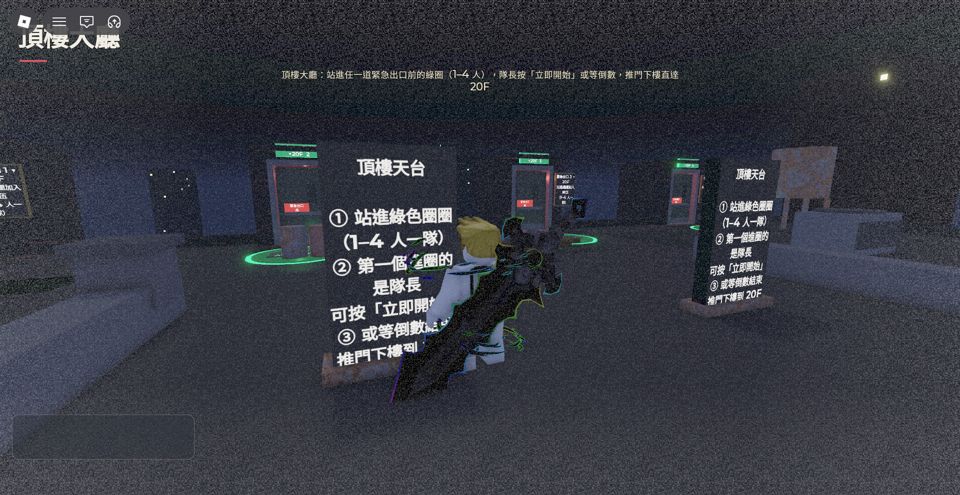 頂樓大廳
頂樓大廳：站進任一道緊急出口前的綠圈（1–4 人），隊長按「立即開始」或等倒數，推門下樓直達
20F
頂樓天台
① 站進綠色圈圈
（1–4 人一隊）
② 第一個進圈的
是隊長
可按「立即開始
③ 或等倒數
推門下樓到
頂樓天台
① 站進綠色圈圈
（1–4 人一隊）
② 第一個進圈的
是隊長
可按「立即開始」
③ 或等倒數結束
推門下樓到 20F